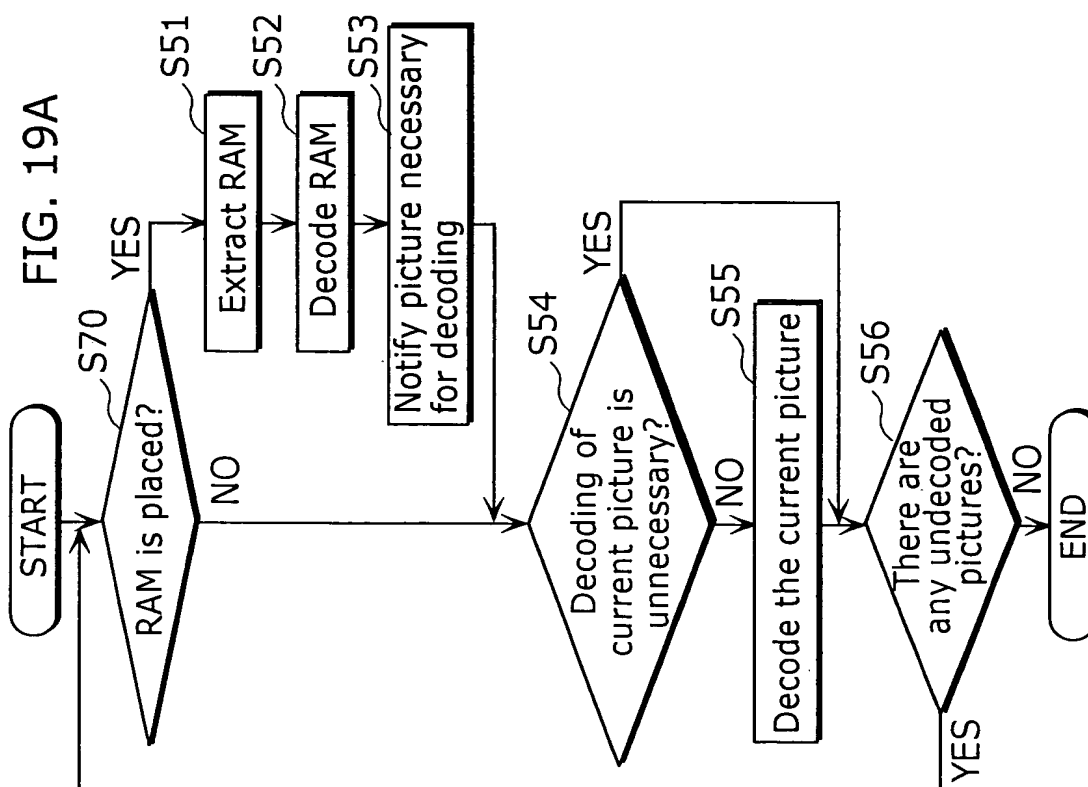 FIG. 19A
START
S70
RAM is placed?
YES
NO
S51
Extract RAM
S52
Decode RAM
S53
Notify picture necessary
for decoding
S54
Decoding of
current picture is
unnecessary?
YES
NO
S55
Decode the current picture
S56
There are
any undecoded
pictures?
YES
NO
END